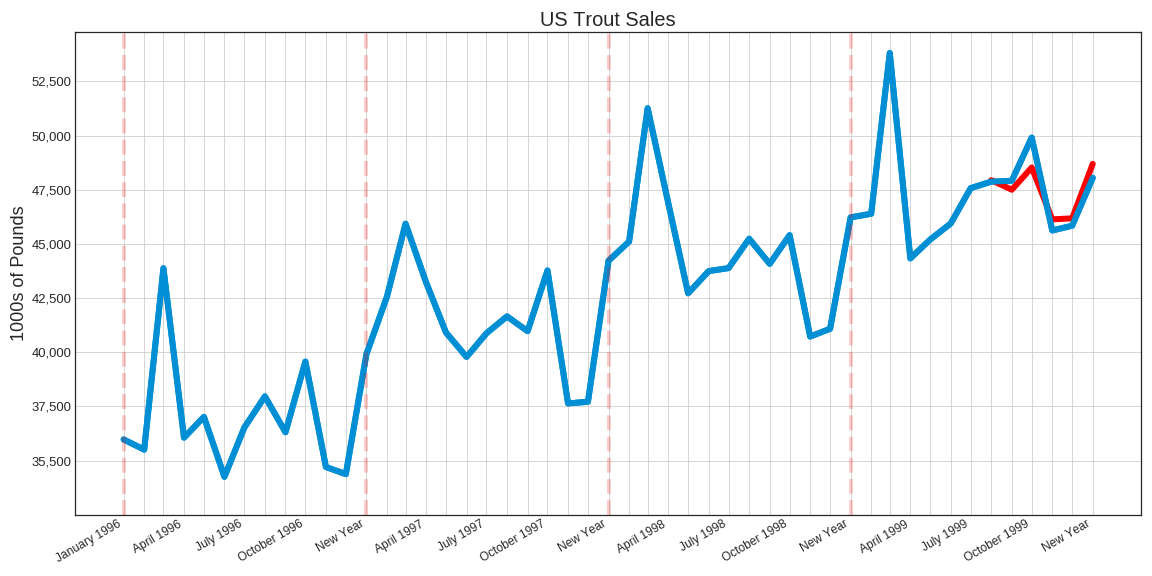 US Trout Sales
1000s of Pounds
52,500
50,000
47,500
45,000
42,500
40,000
37,500
35,500
January 1996
April 1996
July 1996
October 1996
New Year
April 1997
July 1997
October 1997
New Year
April 1998
July 1998
October 1998
New Year
April 1999
July 1999
October 1999
New Year